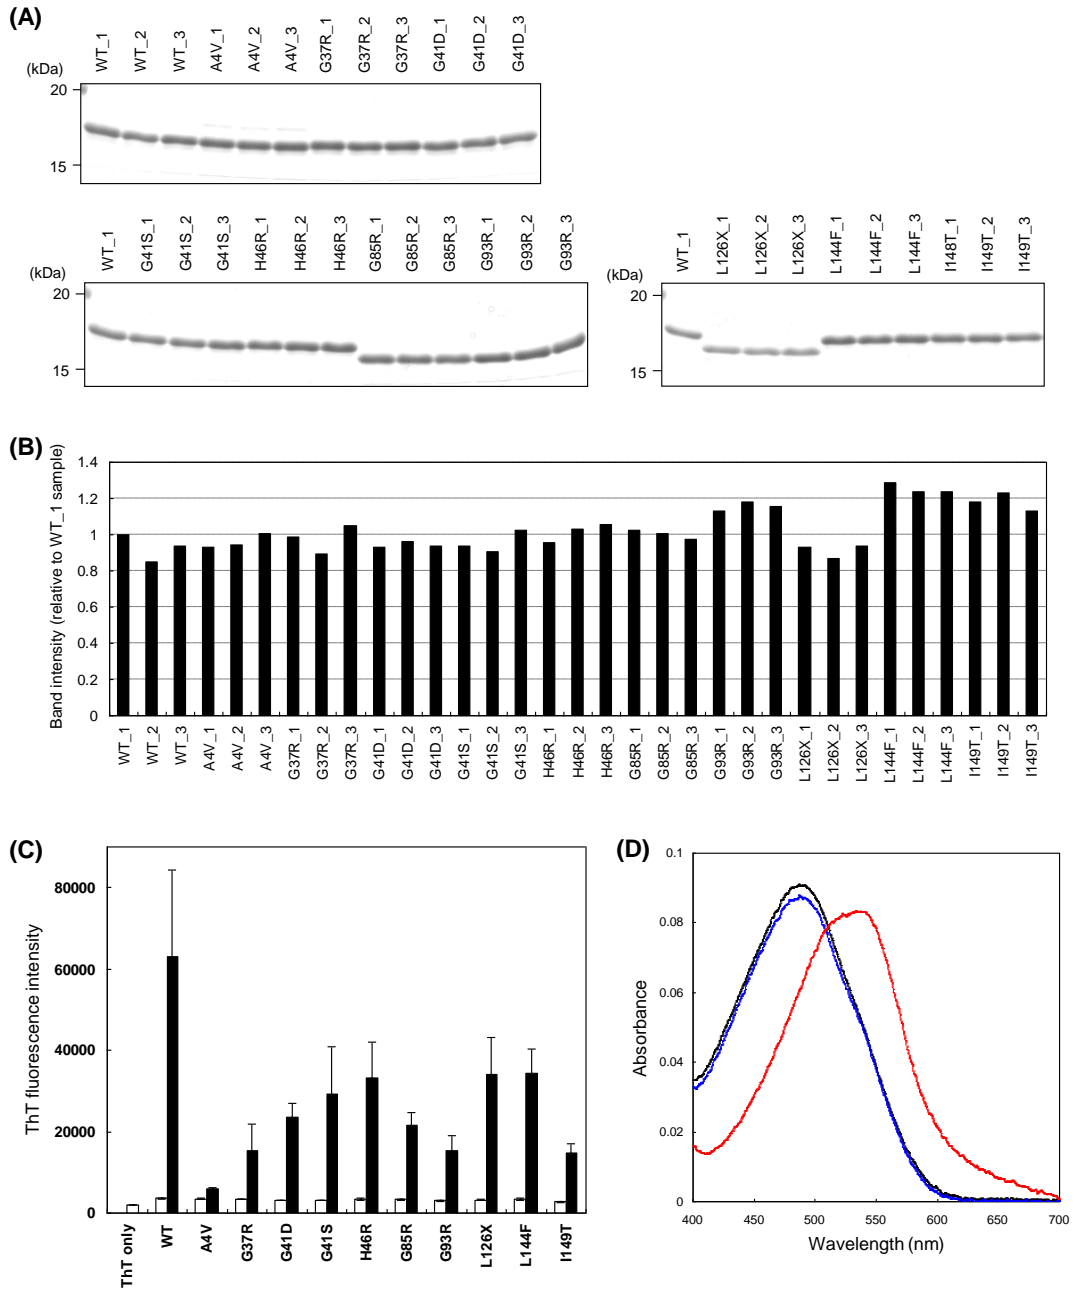 (A)
WT_1 WT_2 WT_3 A4V_1 A4V_2 A4V_3 G37R_1 G37R_2 G37R_3 G41D_1 G41D_2 G41D_3
(kDa)
20
15
WT_1 G41S_1 G41S_2 G41S_3 H46R_1 H46R_2 H46R_3 G85R_1 G85R_2 G85R_3 G93R_1 G93R_2 G93R_3
(kDa)
20
15
WT_1 L126X_1 L126X_2 L126X_3 L144F_1 L144F_2 L144F_3 I148T_1 I149T_2 I149T_3
(kDa)
20
15
(B)
Band intensity (relative to WT_1 sample)
1.4
1.2
1
0.8
0.6
0.4
0.2
0
WT_1 WT_2 WT_3 A4V_1 A4V_2 A4V_3 G37R_1 G37R_2 G37R_3 G41D_1 G41D_2 G41D_3 G41S_1 G41S_2 G41S_3 H46R_1 H46R_2 H46R_3 G85R_1 G85R_2 G85R_3 G93R_1 G93R_2 G93R_3 L126X_1 L126X_2 L126X_3 L144F_1 L144F_2 L144F_3 I149T_1 I149T_2 I149T_3
(C)
ThT fluorescence intensity
80000
60000
40000
20000
0
ThT only WT A4V G37R G41D G41S H46R G85R G93R L126X L144F I149T
(D)
Absorbance
0.1
0.08
0.06
0.04
0.02
0
400 450 500 550 600 650 700
Wavelength (nm)